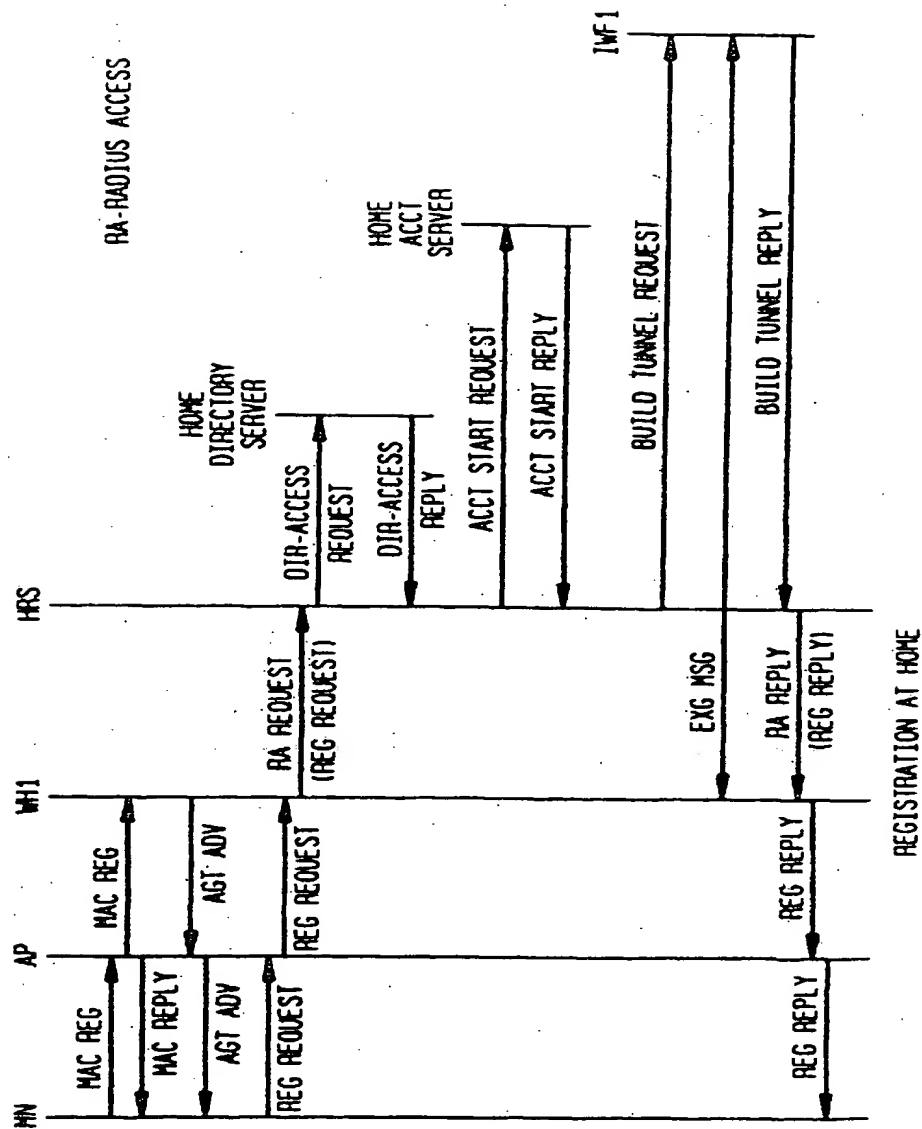 MN
AP
WH1
HRS
HOME
DIRECTORY
SERVER
HOME
ACCT
SERVER
IWF1
RA-RADIUS ACCESS
MAC REG
MAC REG
MAC REPLY
AGT ADV
AGT ADV
REG REQUEST
REG REQUEST
RA REQUEST
(REG REQUEST)
DIR-ACCESS
REQUEST
DIR-ACCESS
REPLY
ACCT START REQUEST
ACCT START REPLY
BUILD TUNNEL REQUEST
EXG MSG
BUILD TUNNEL REPLY
RA REPLY
(REG REPLY)
REG REPLY
REG REPLY
REGISTRATION AT HOME